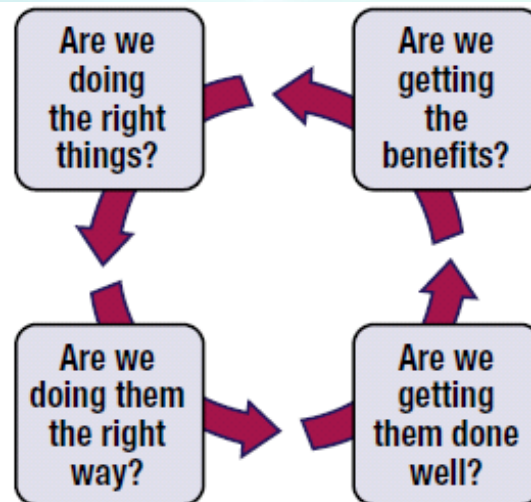 Are we
doing
the right
things?
Are we
getting
the
benefits?
Are we
doing them
the right
way?
Are we
getting
them done
well?